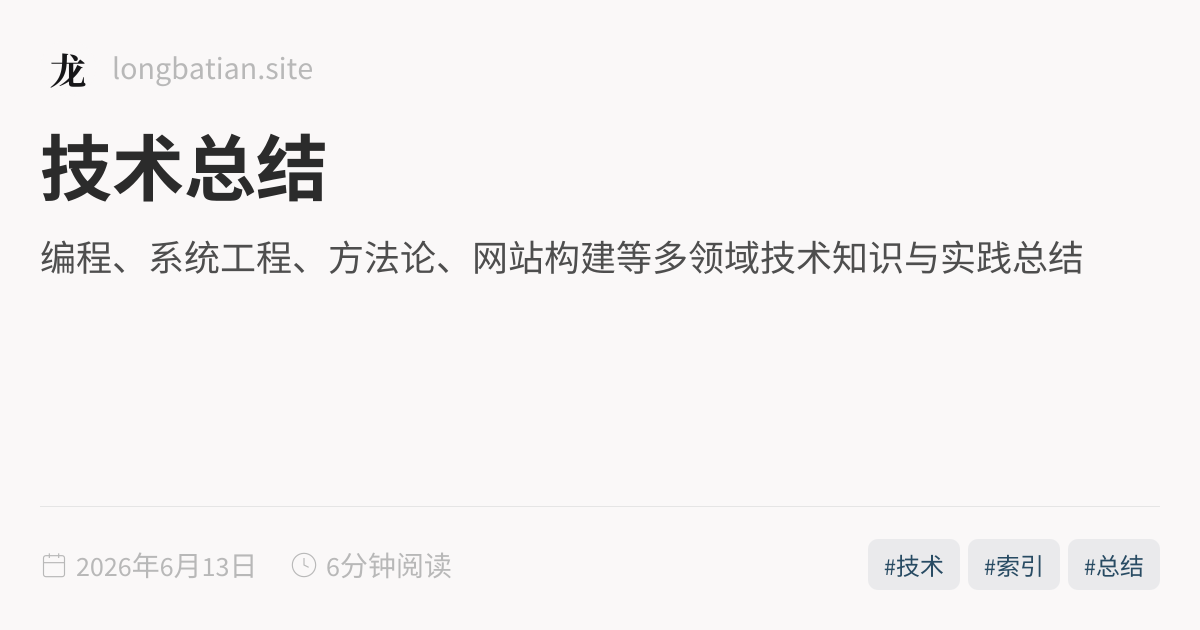 龙 longbatian.site
技术总结
编程、系统工程、方法论、网站构建等多领域技术知识与实践总结
2026年6月13日 6分钟阅读 #技术 #索引 #总结